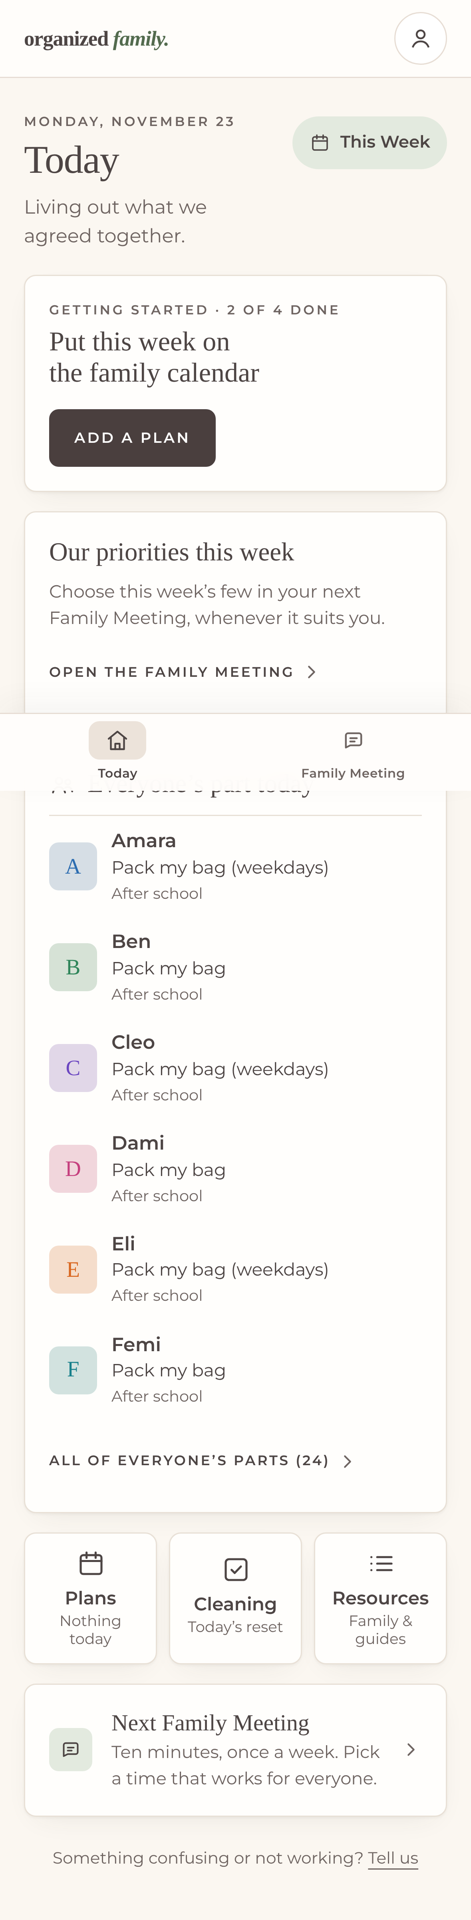 organized family.
MONDAY, NOVEMBER 23
Today
This Week
Living out what we
agreed together.
GETTING STARTED · 2 OF 4 DONE
Put this week on
the family calendar
ADD A PLAN
Our priorities this week
Choose this week’s few in your next
Family Meeting, whenever it suits you.
OPEN THE FAMILY MEETING
Today
Family Meeting
Everyone’s part today
A
Amara
Pack my bag (weekdays)
After school
B
Ben
Pack my bag
After school
C
Cleo
Pack my bag (weekdays)
After school
D
Dami
Pack my bag
After school
E
Eli
Pack my bag (weekdays)
After school
F
Femi
Pack my bag
After school
ALL OF EVERYONE’S PARTS (24)
Plans
Nothing
today
Cleaning
Today’s reset
Resources
Family &
guides
Next Family Meeting
Ten minutes, once a week. Pick
a time that works for everyone.
Something confusing or not working? Tell us